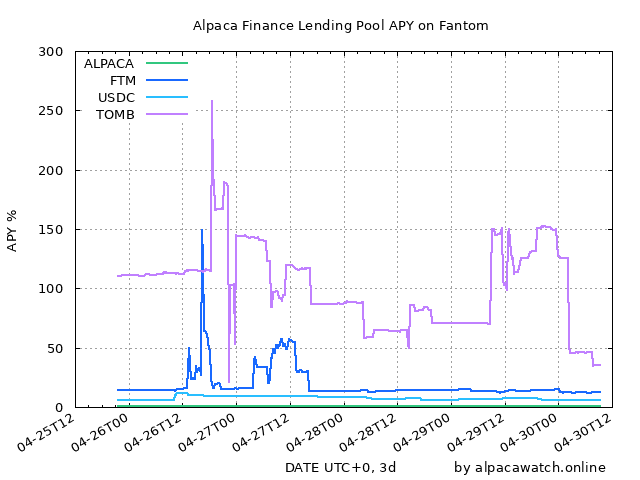 Alpaca Finance Lending Pool APY on Fantom
300
250
200
150
100
50
0
APY %
ALPACA
FTM
USDC
TOMB
04-25T12
04-26T00
04-26T12
04-27T00
04-27T12
04-28T00
04-28T12
04-29T00
04-29T12
04-30T00
04-30T12
DATE UTC+0, 3d
by alpacawatch.online